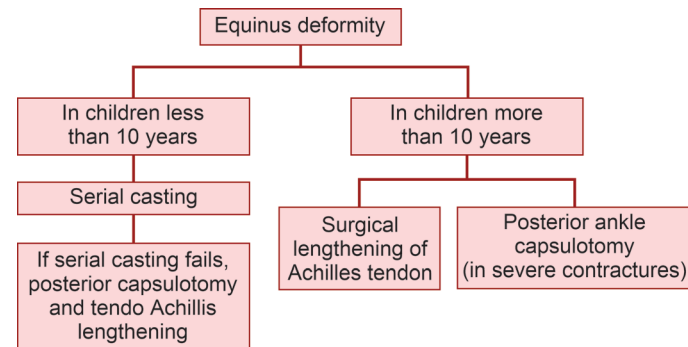 Equinus deformity
In children less
than 10 years
Serial casting
If serial casting fails,
posterior capsulotomy
and tendo Achillis
lengthening
In children more
than 10 years
Surgical
lengthening of
Achilles tendon
Posterior ankle
capsulotomy
(in severe contractures)